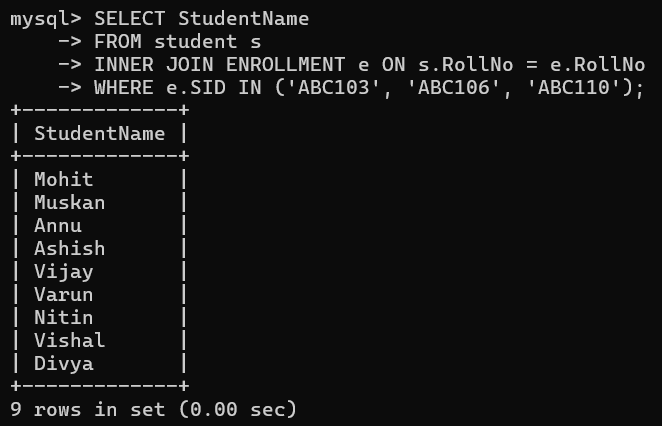 mysql> SELECT StudentName
    -> FROM student s
    -> INNER JOIN ENROLLMENT e ON s.RollNo = e.RollNo
    -> WHERE e.SID IN ('ABC103', 'ABC106', 'ABC110');
+-------------+
| StudentName |
+-------------+
| Mohit       |
| Muskan      |
| Annu        |
| Ashish      |
| Vijay       |
| Varun       |
| Nitin       |
| Vishal      |
| Divya       |
+-------------+
9 rows in set (0.00 sec)